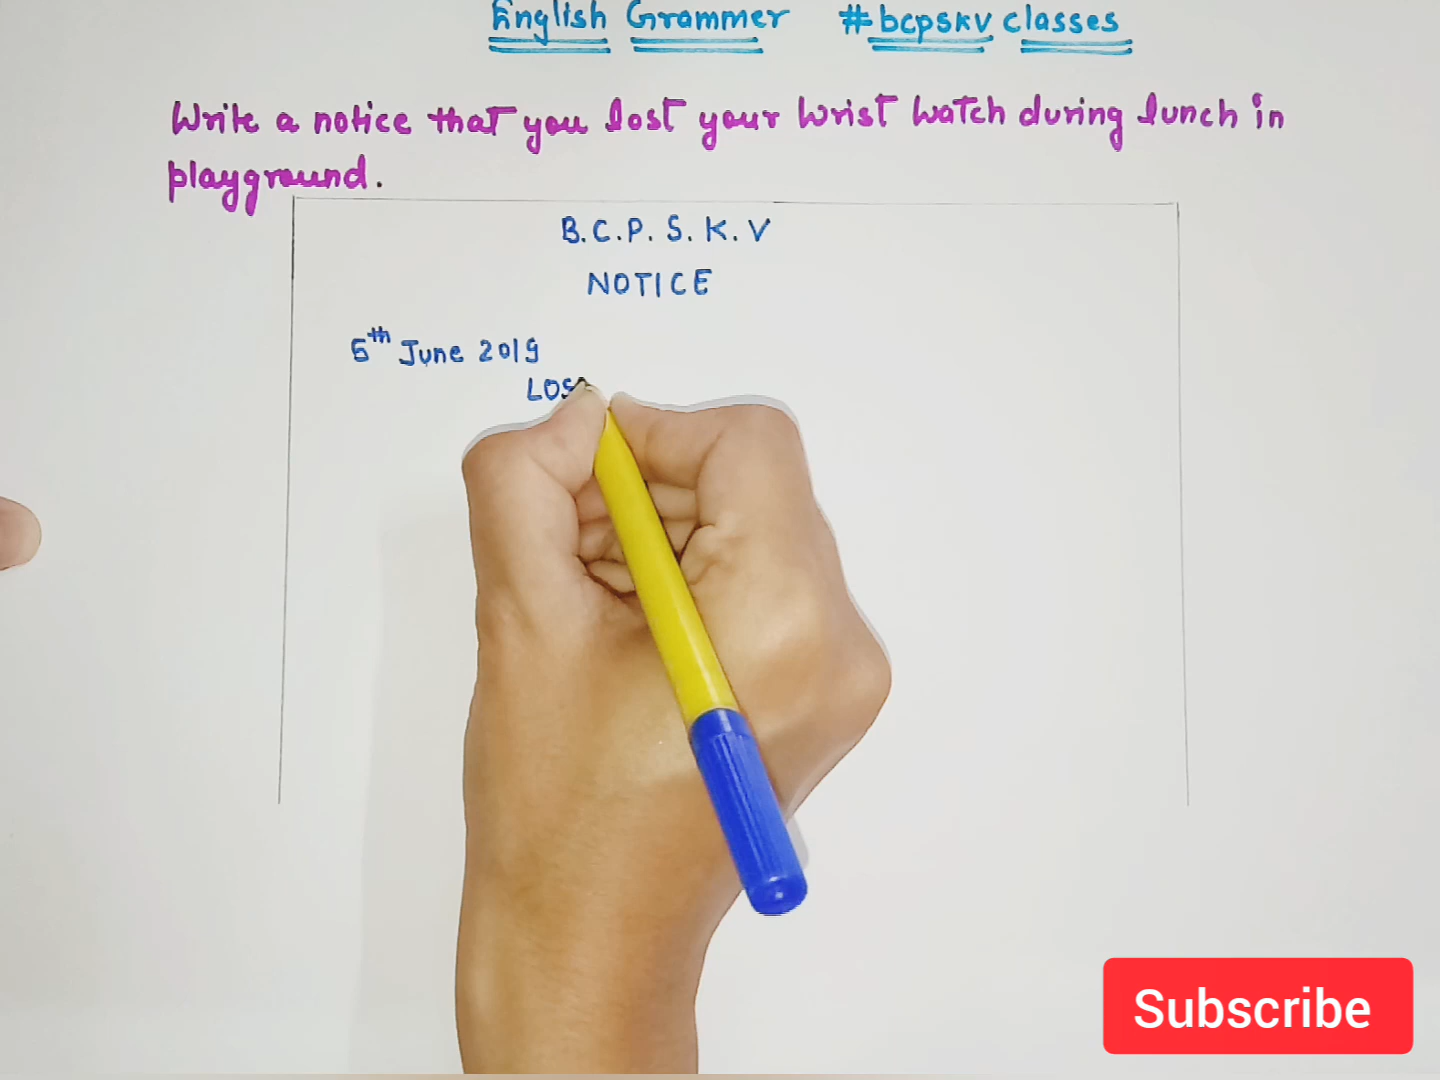 English Grammer #bcpskv classes
Write a notice that you lost your wrist watch during lunch in
playground.
B.C.P.S.K.V
NOTICE
5th June 2019
LOS
Subscribe